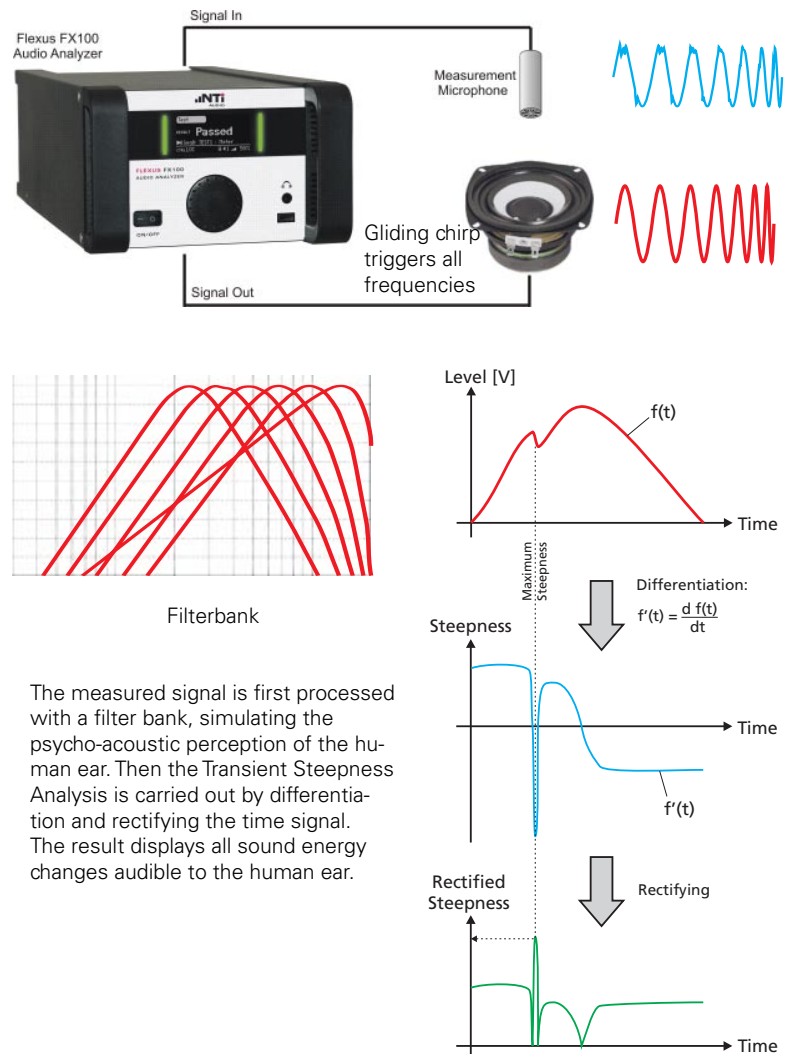 Signal In
Flexus FX100
Audio Analyzer
Measurement
Microphone
NTi
AUDIO
Passed
FLEXUS FX100
AUDIO ANALYZER
ON/OFF
Gliding chirp
triggers all
frequencies
Signal Out
Level [V]
f(t)
Time
Maximum
Steepness
Differentiation:
f'(t) = d f(t)
dt
Filterbank
Steepness
Time
f'(t)
The measured signal is first processed
with a filter bank, simulating the
psycho-acoustic perception of the hu-
man ear. Then the Transient Steepness
Analysis is carried out by differentia-
tion and rectifying the time signal.
The result displays all sound energy
changes audible to the human ear.
Rectified
Steepness
Rectifying
Time